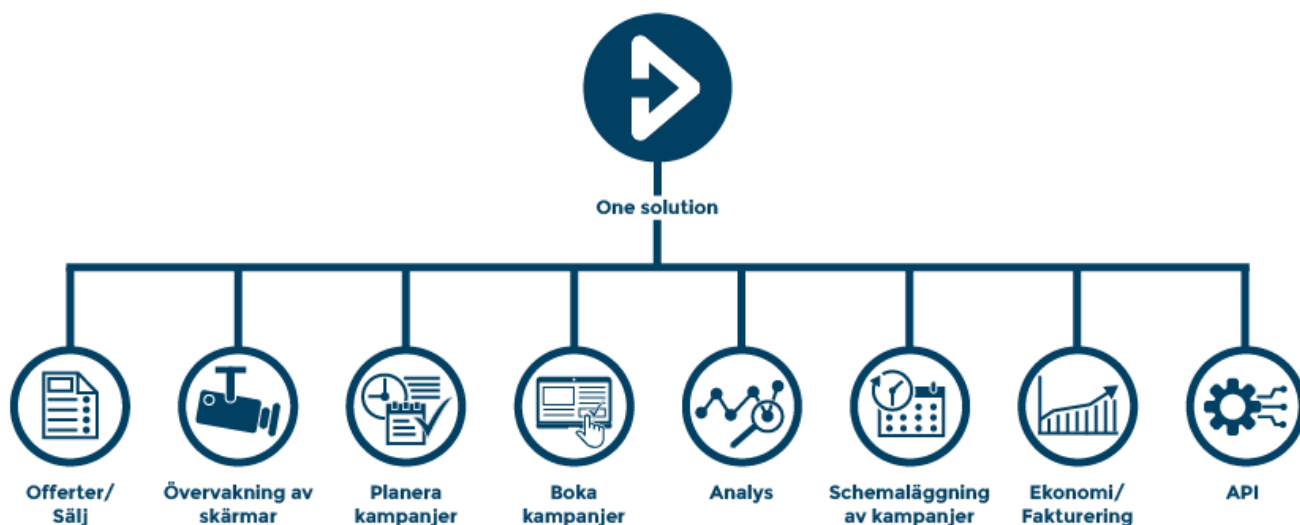 One solution
Offerter/
Sälj
Övervakning av
skärmar
Planera
kampanjer
Boka
kampanjer
Analys
Schemaläggning
av kampanjer
Ekonomi/
Fakturering
API